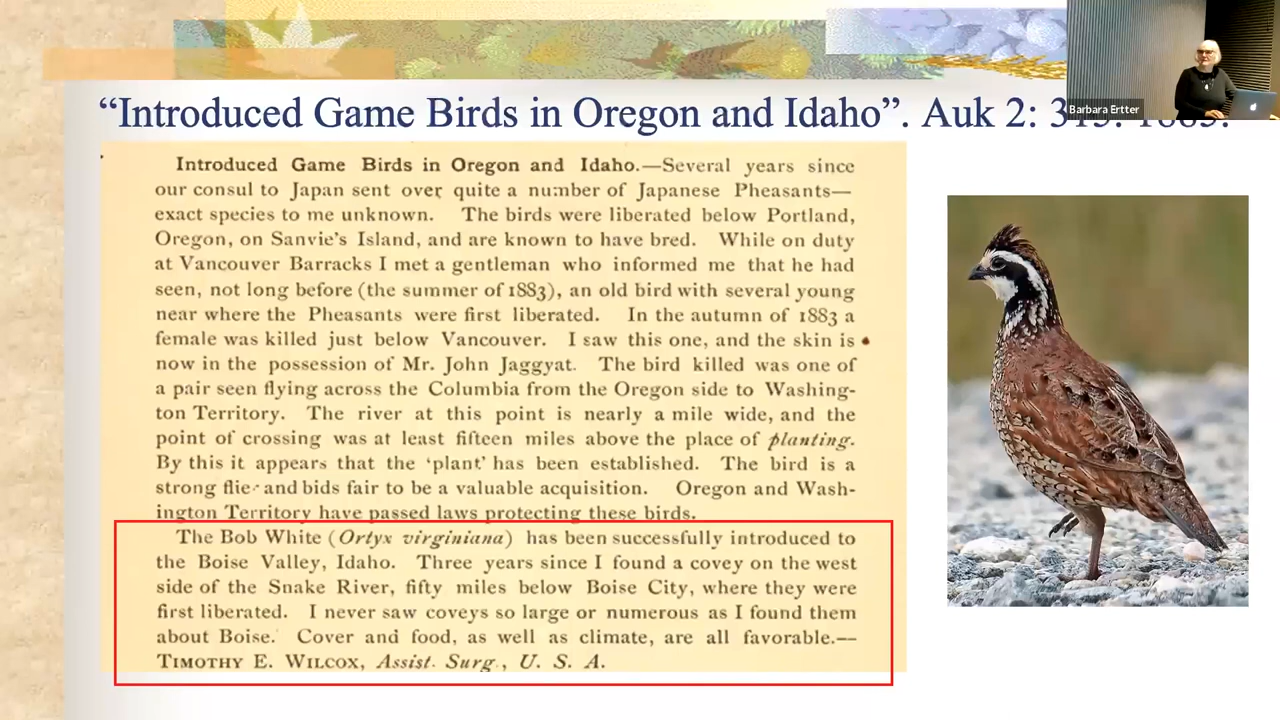 “Introduced Game Birds in Oregon and Idaho”. Auk 2:
Barbara Ertter
Introduced Game Birds in Oregon and Idaho.—Several years since
our consul to Japan sent over quite a number of Japanese Pheasants—
exact species to me unknown. The birds were liberated below Portland,
Oregon, on Sanvie's Island, and are known to have bred. While on duty
at Vancouver Barracks I met a gentleman who informed me that he had
seen, not long before (the summer of 1883), an old bird with several young
near where the Pheasants were first liberated. In the autumn of 1883 a
female was killed just below Vancouver. I saw this one, and the skin is
now in the possession of Mr. John Jaggyat. The bird killed was one of
a pair seen flying across the Columbia from the Oregon side to Washing-
ton Territory. The river at this point is nearly a mile wide, and the
point of crossing was at least fifteen miles above the place of planting.
By this it appears that the 'plant' has been established. The bird is a
strong and bids fair to be a valuable acquisition. Oregon and Wash-
ington Territory have passed laws protecting these birds.
The Bob White (Ortyx virginiana) has been successfully introduced to
the Boise Valley, Idaho. Three years since I found a covey on the west
side of the Snake River, fifty miles below Boise City, where they were
first liberated. I never saw coveys so large or numerous as I found them
about Boise. Cover and food, as well as climate, are all favorable.—
TIMOTHY E. WILCOX, Assist. Surg., U. S. A.